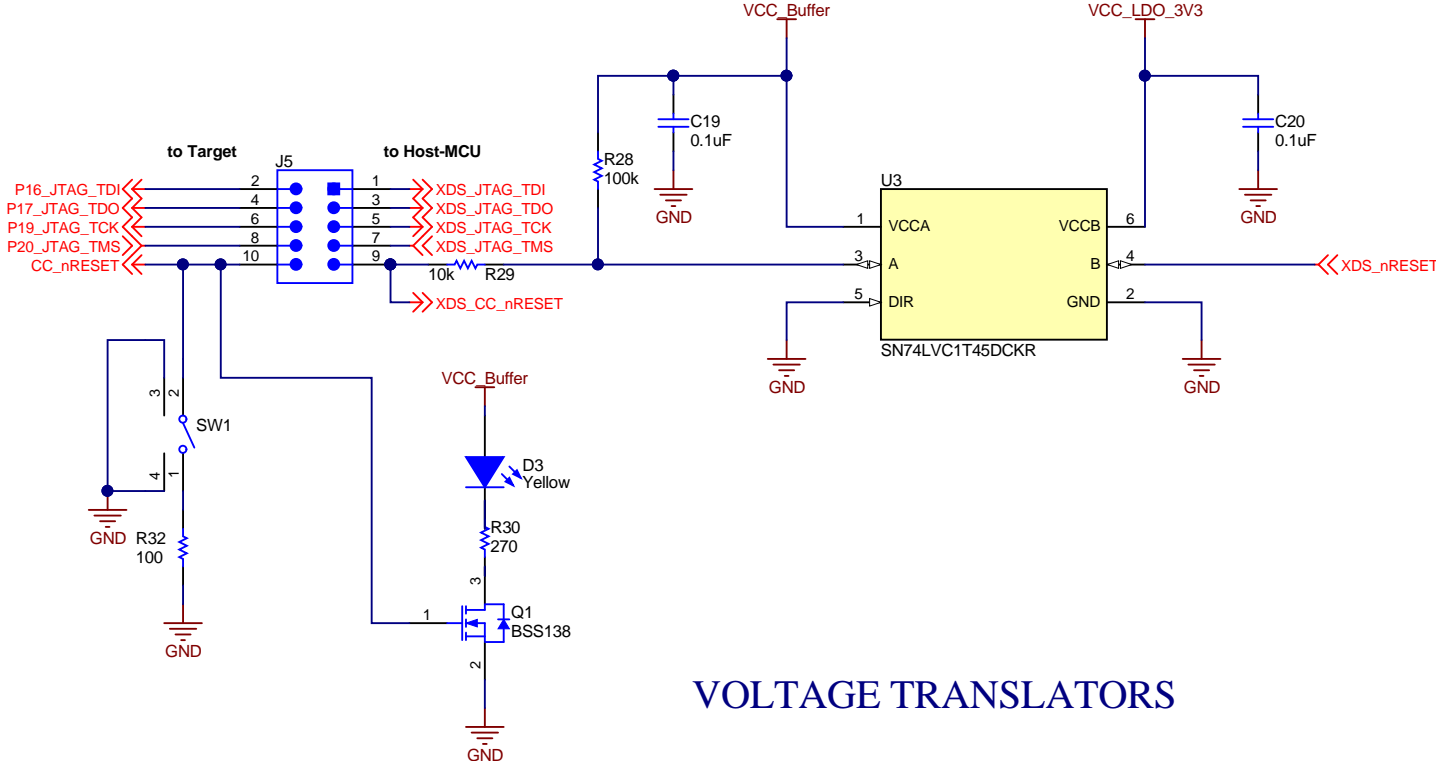 VCC_Buffer
VCC_LDO_3V3
C19
0.1uF
C20
0.1uF
to Target
to Host-MCU
J5
R28
100k
GND
GND
U3
P16_JTAG_TDI
2
1
XDS_JTAG_TDI
P17_JTAG_TDO
4
3
XDS_JTAG_TDO
P19_JTAG_TCK
6
5
XDS_JTAG_TCK
P20_JTAG_TMS
8
7
XDS_JTAG_TMS
CC_nRESET
10
9
10k
R29
XDS_CC_nRESET
1
VCCA
VCCB
6
3
A
B
4
XDS_nRESET
5
DIR
GND
2
SN74LVC1T45DCKR
GND
GND
3
2
SW1
4
1
GND
R32
100
GND
VCC_Buffer
D3
Yellow
R30
270
3
1
Q1
BSS138
2
GND
VOLTAGE TRANSLATORS